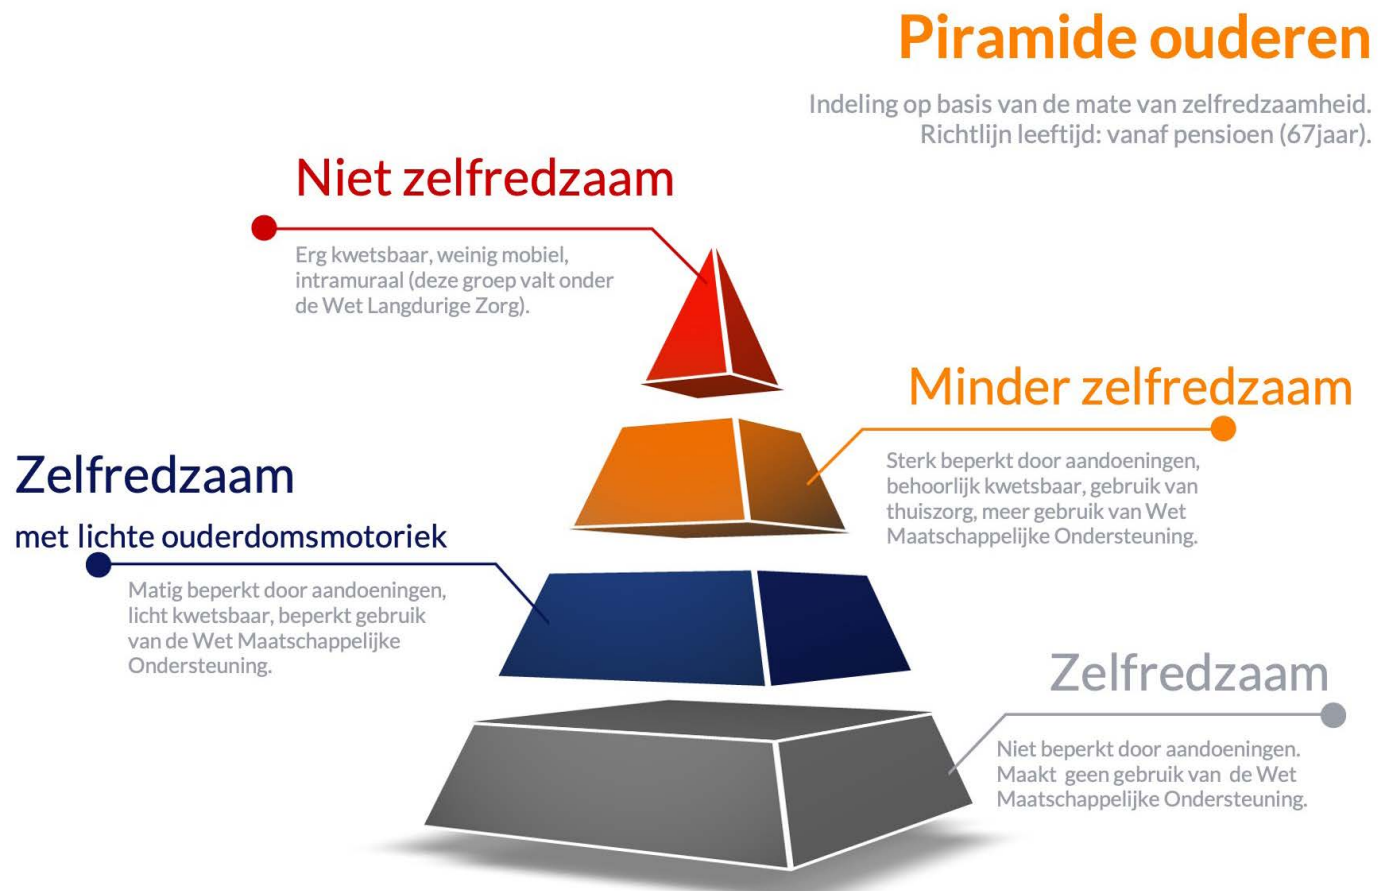 Piramide ouderen
Indeling op basis van de mate van zelfredzaamheid.
Richtlijn leeftijd: vanaf pensioen (67jaar).
Niet zelfredzaam
Erg kwetsbaar, weinig mobiel,
intramuraal (deze groep valt onder
de Wet Langdurige Zorg).
Minder zelfredzaam
Sterk beperkt door aandoeningen,
behoorlijk kwetsbaar, gebruik van
thuiszorg, meer gebruik van Wet
Maatschappelijke Ondersteuning.
Zelfredzaam
met lichte ouderdomsmotoriek
Matig beperkt door aandoeningen,
licht kwetsbaar, beperkt gebruik
van de Wet Maatschappelijke
Ondersteuning.
Zelfredzaam
Niet beperkt door aandoeningen.
Maakt geen gebruik van de Wet
Maatschappelijke Ondersteuning.